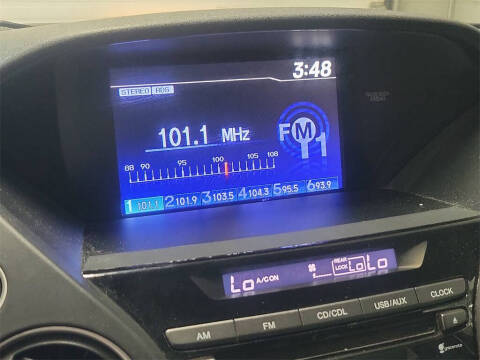 3:48
STEREO RDS
101.1 MHz
FM1
88 90 95 100 105 108
1 101.1 2 101.9 3 103.5 4 104.3 5 95.5 6 93.9
Lo A/CON REAR LOCK Lo Lo
AM FM CD/CDL USB/AUX CLOCK
gracenote